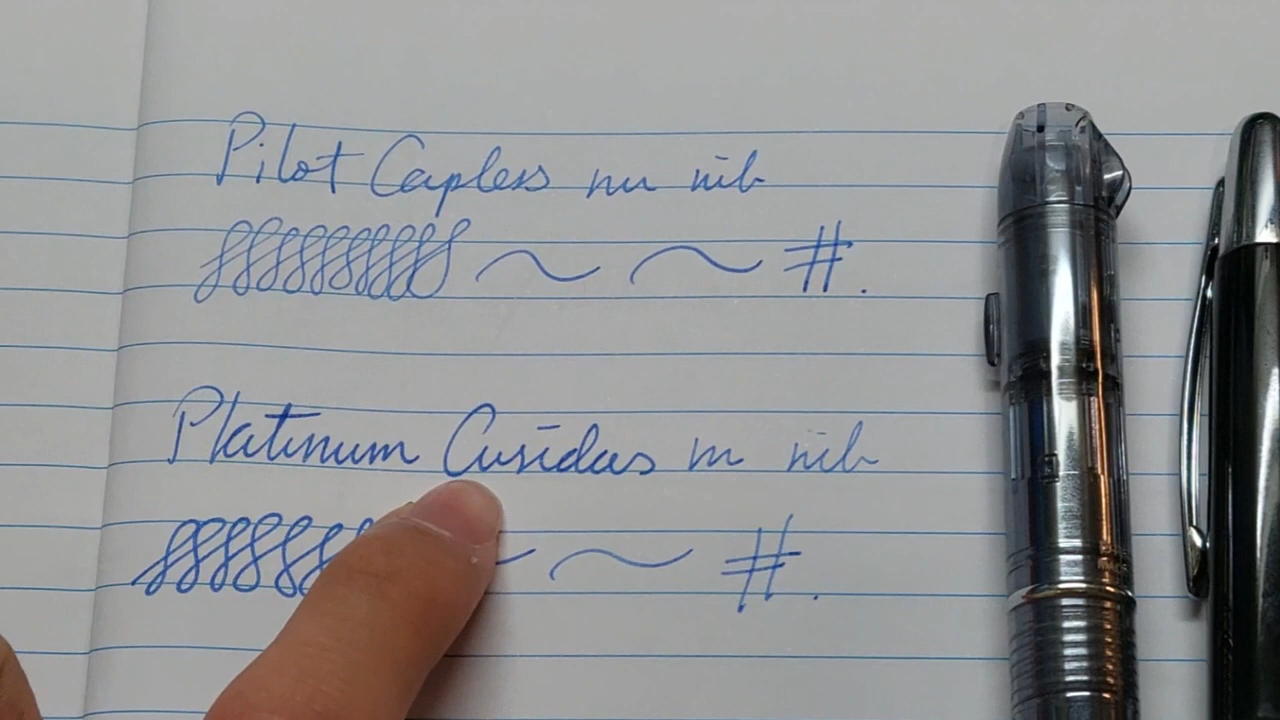 Pilot Capless m nib
~ ~ #.
Platinum Curidas m nib
~ #.